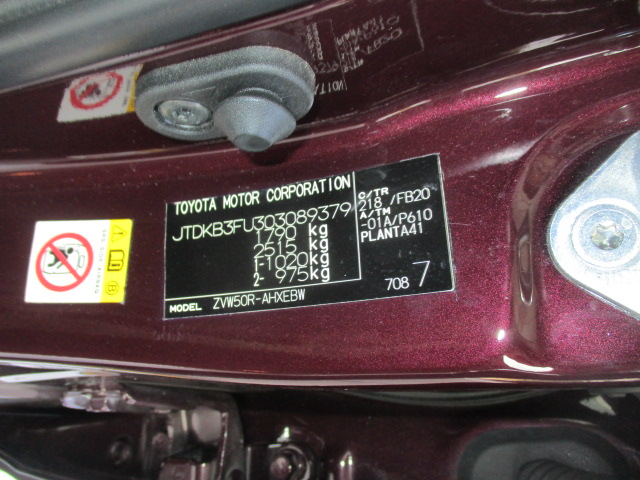 TOYOTA MOTOR CORPORATION
JTDKB3FU303089379
1790 kg
2515 kg
1-1020kg
2- 975kg
MODEL ZVW50R-AHXEBW
C/TR
218 /FB20
A/TM
-01A/P610
PLANTA41
708 7